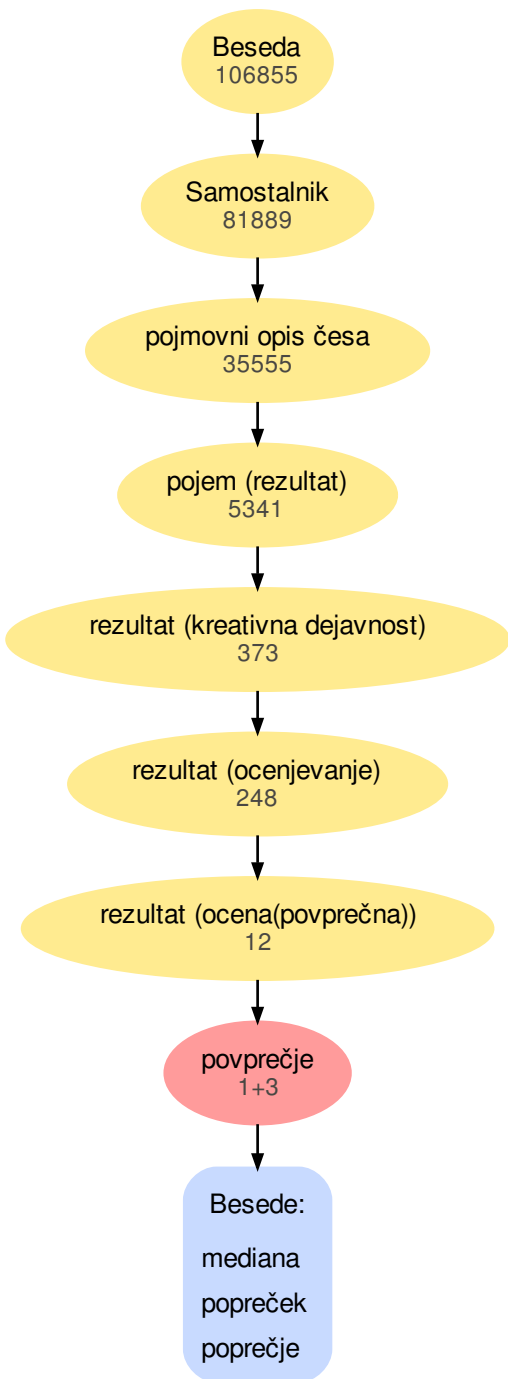 Beseda
106855
Samostalnik
81889
pojmovni opis česa
35555
pojem (rezultat)
5341
rezultat (kreativna dejavnost)
373
rezultat (ocenjevanje)
248
rezultat (ocena(povprečna))
12
povprečje
1+3
Besede:
mediana
popreček
poprečje